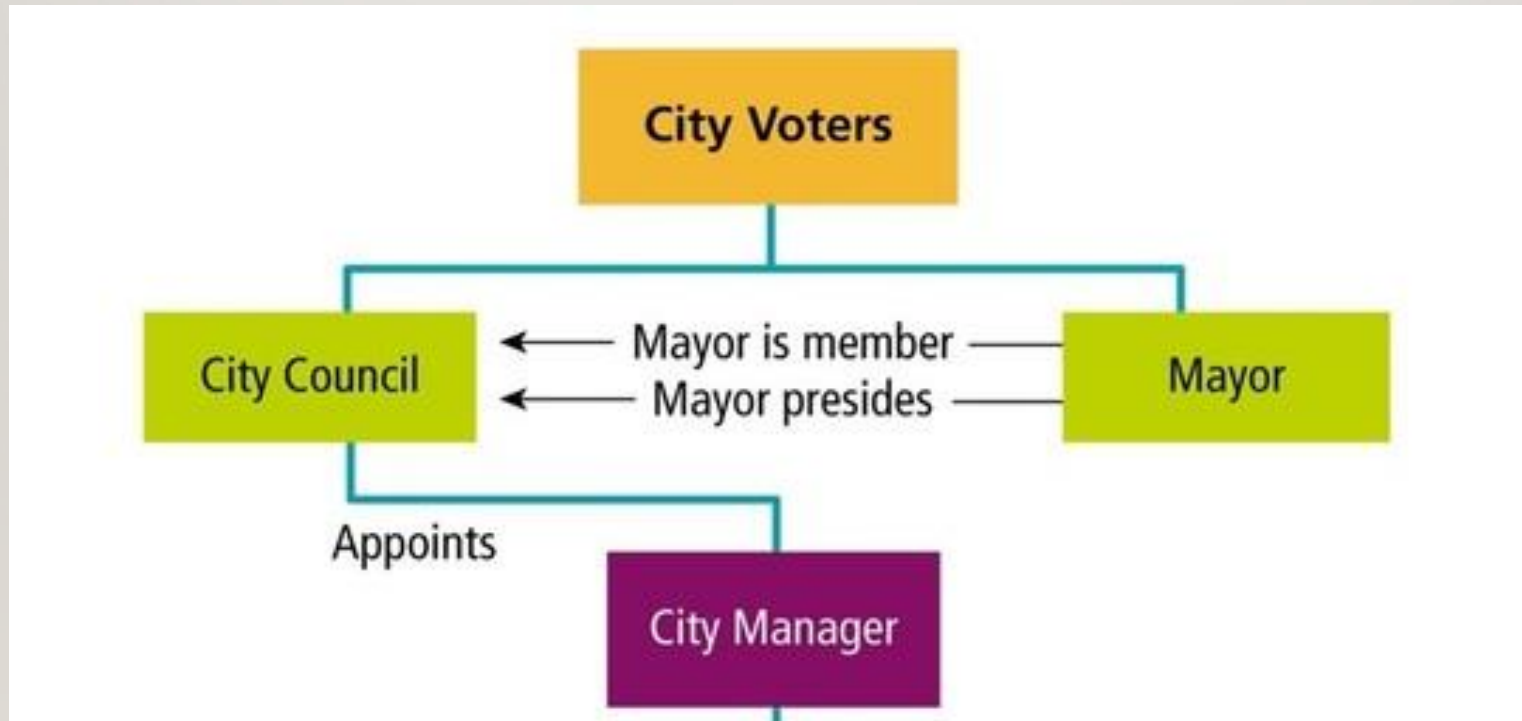 City Voters
City Council
Mayor is member
Mayor presides
Mayor
Appoints
City Manager